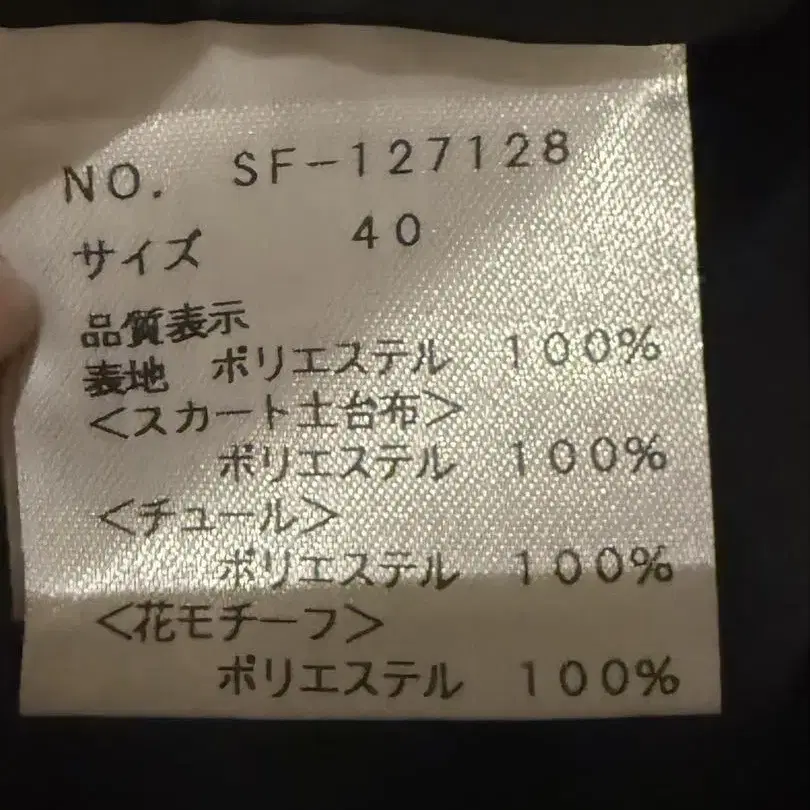 NO. SF-127128
サイズ 40
品質表示
表地 ポリエステル 100%
<スカート土台布>
ポリエステル 100%
<チュール>
ポリエステル 100%
<花モチーフ>
ポリエステル 100%